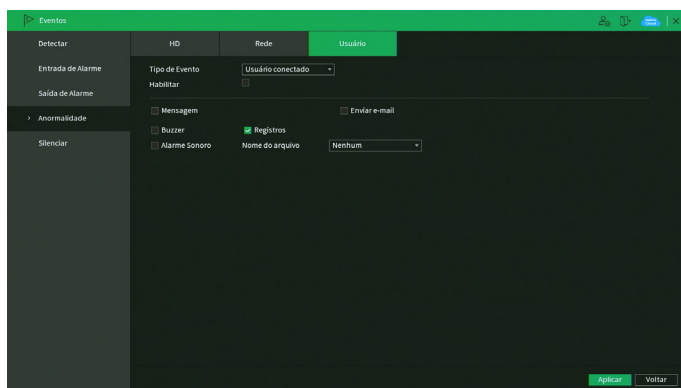 Eventos
Detectar
Entrada de Alarme
Saída de Alarme
Anormalidade
Silenciar
HD Rede Usuário
Tipo de Evento Usuário conectado
Habilitar
Mensagem Enviar e-mail
Buzzer Registros
Alarme Sonoro Nome do arquivo Nenhum
Aplicar Voltar